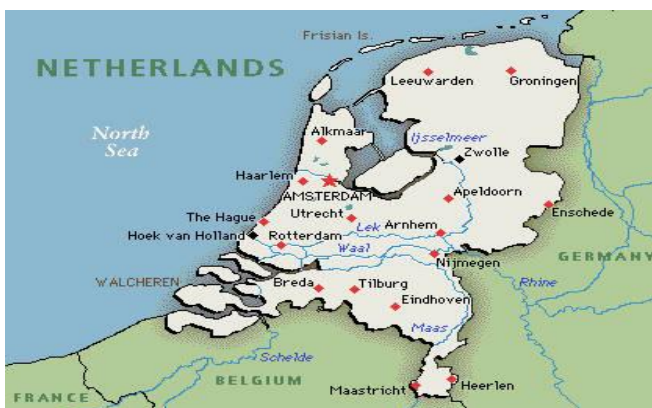 Frisian Is.
NETHERLANDS
Leeuwarden
Groningen
North
Sea
Alkmaar
Ijsselmeer
Zwolle
Haarlem
AMSTERDAM
Apeldoorn
Enschede
The Hague
Utrecht
Lek
Arnhem
Hoek van Holland
Rotterdam
Waal
Nijmegen
GERMANY
WALCHEREN
Breda
Tilburg
Rhine
Eindhoven
Maas
Schelde
BELGIUM
Maastricht
Heerlen
FRANCE